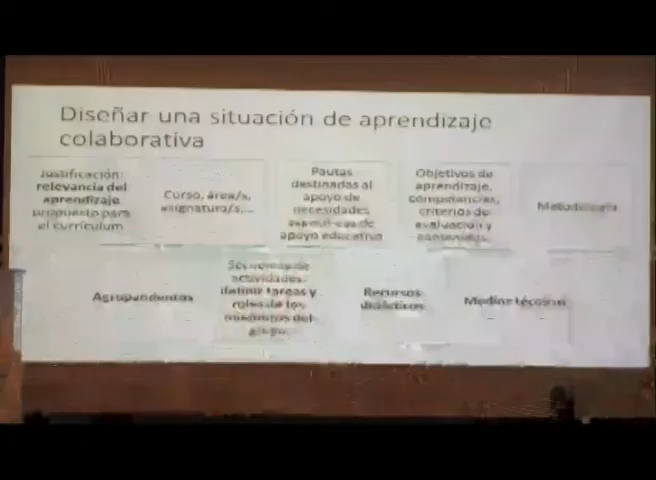 Diseñar una situación de aprendizaje
colaborativa
Justificación:
relevancia del
aprendizaje
propuesto para
el currículum
Curso, área/s,
asignatura/s,...
Pautas
destinadas al
apoyo de
necesidades
específicas de
apoyo educativo
Objetivos de
aprendizaje,
competencias,
criterios de
evaluación y
contenidos.
Metodología
Agrupamientos
Secuencia de
actividades:
definir tareas y
roles de los
miembros del
grupo.
Recursos
didácticos
Medios técnicos